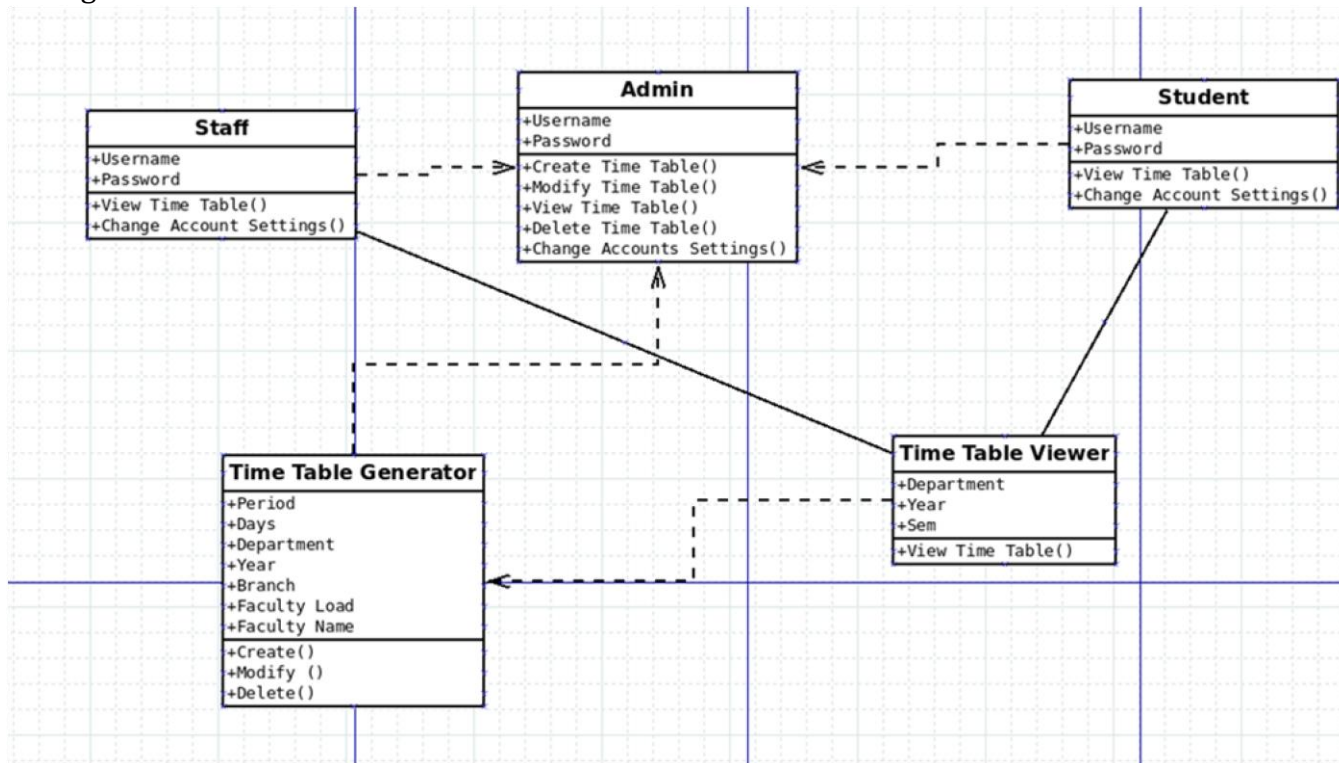 Admin
+Username
+Password
+Create Time Table()
+Modify Time Table()
+View Time Table()
+Delete Time Table()
+Change Accounts Settings()
Staff
+Username
+Password
+View Time Table()
+Change Account Settings()
Student
+Username
+Password
+View Time Table()
+Change Account Settings()
Time Table Generator
+Period
+Days
+Department
+Year
+Branch
+Faculty Load
+Faculty Name
+Create()
+Modify ()
+Delete()
Time Table Viewer
+Department
+Year
+Sem
+View Time Table()